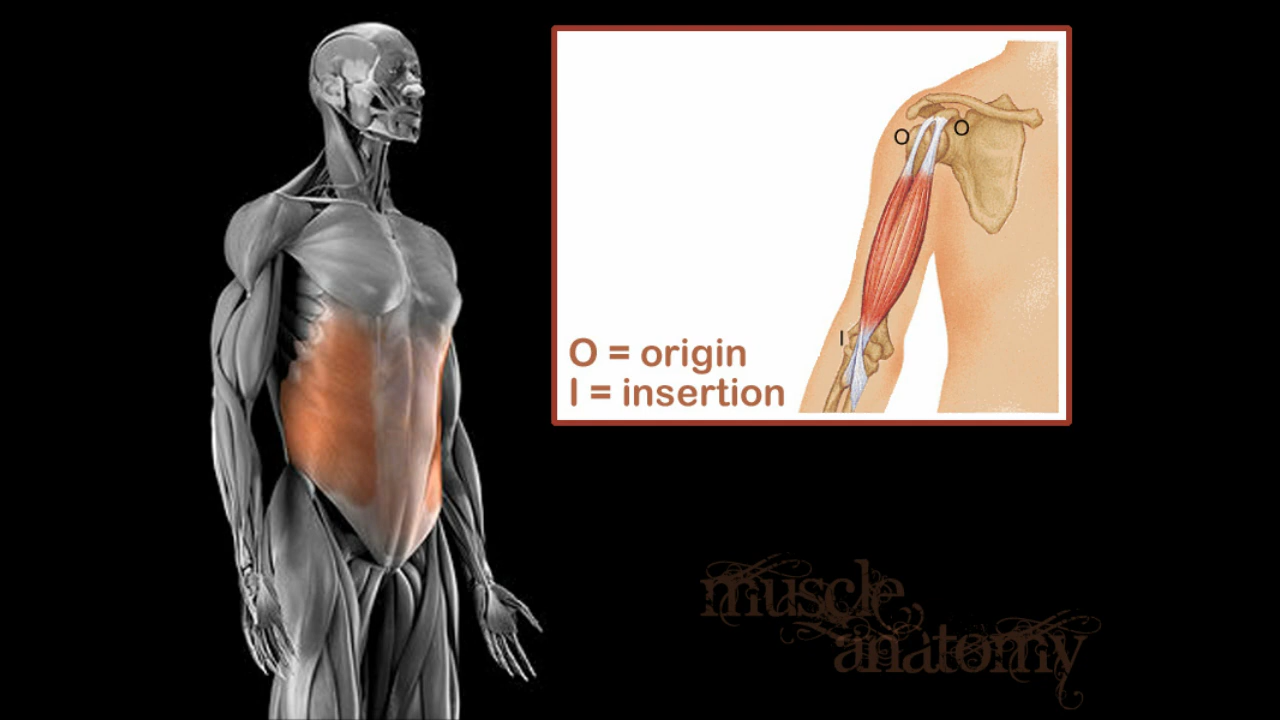 O
O
I
O = origin
I = insertion
muscle
anatomy